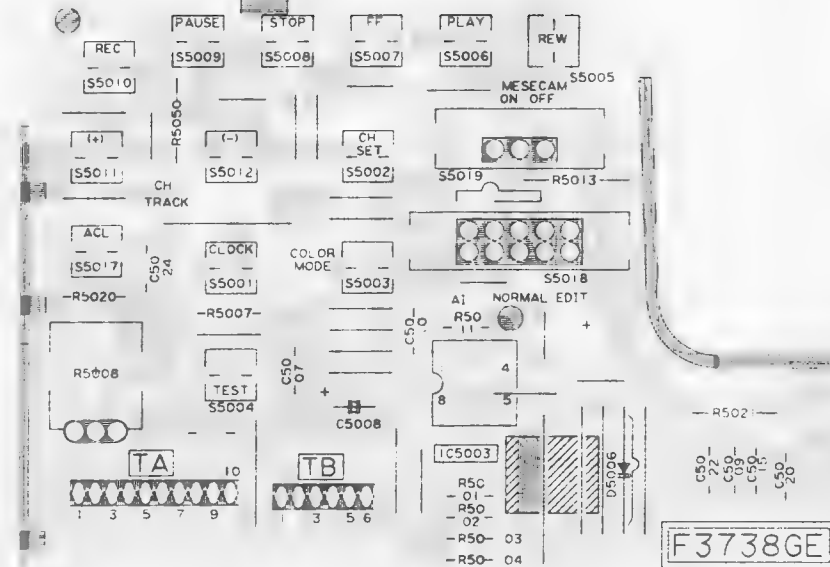 PAUSE STOP FF PLAY REW
REC
S5010 S5009 S5008 S5007 S5006 S5005
MESECAM
ON OFF
R5050
(+) (-) CH
SET
S5011 S5012 S5002 S5019 R5013
CH
TRACK
ACL CLOCK COLOR
MODE
S5017 C50
24 S5001 S5003 S5018
R5020 R5007 AI NORMAL EDIT
R50
11
C50
10
+
R5008 TEST
S5004
C50
07
+
C5008
4
8 5
R5021
TA TB IC5003
10
1 3 5 7 9
1 3 5 6
R50
01
R50
02
R50 03
R50 04
D5006
C50
22
C50
09
C50
15
C50
20
F3738GE